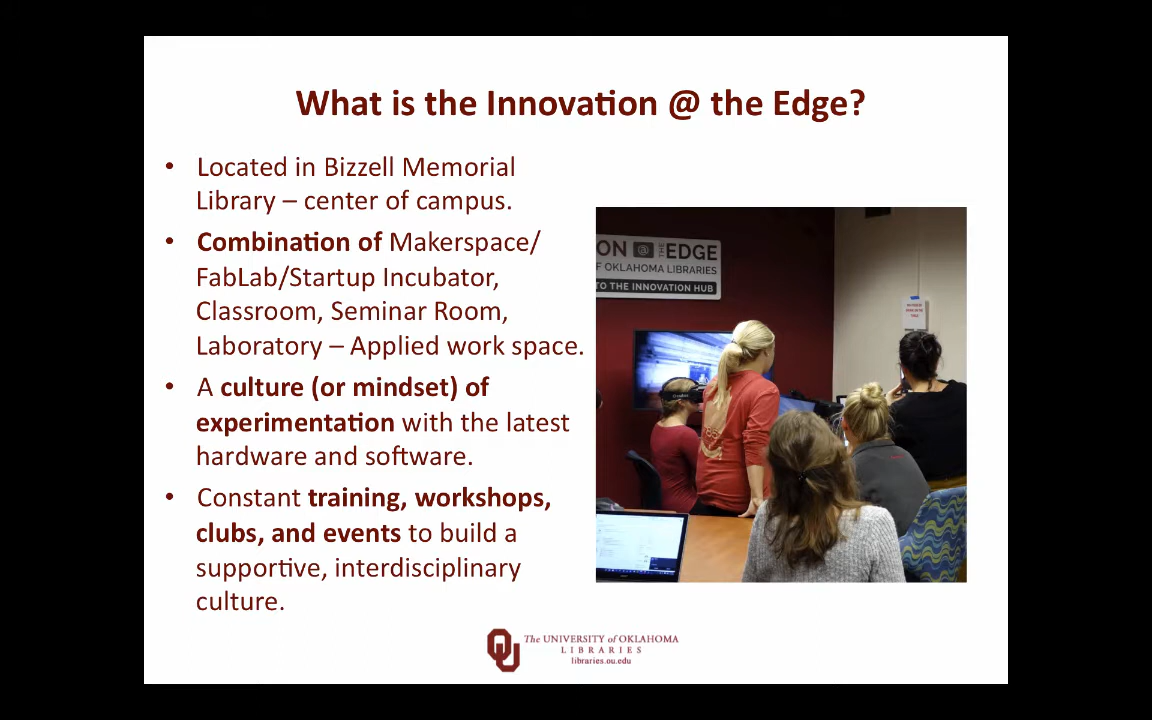 What is the Innovation @ the Edge?
• Located in Bizzell Memorial
Library – center of campus.
• Combination of Makerspace/
FabLab/Startup Incubator,
Classroom, Seminar Room,
Laboratory – Applied work space.
• A culture (or mindset) of
experimentation with the latest
hardware and software.
• Constant training, workshops,
clubs, and events to build a
supportive, interdisciplinary
culture.
ON @ THE EDGE
OF OKLAHOMA LIBRARIES
TO THE INNOVATION HUB
OU
The UNIVERSITY of OKLAHOMA
LIBRARIES
libraries.ou.edu